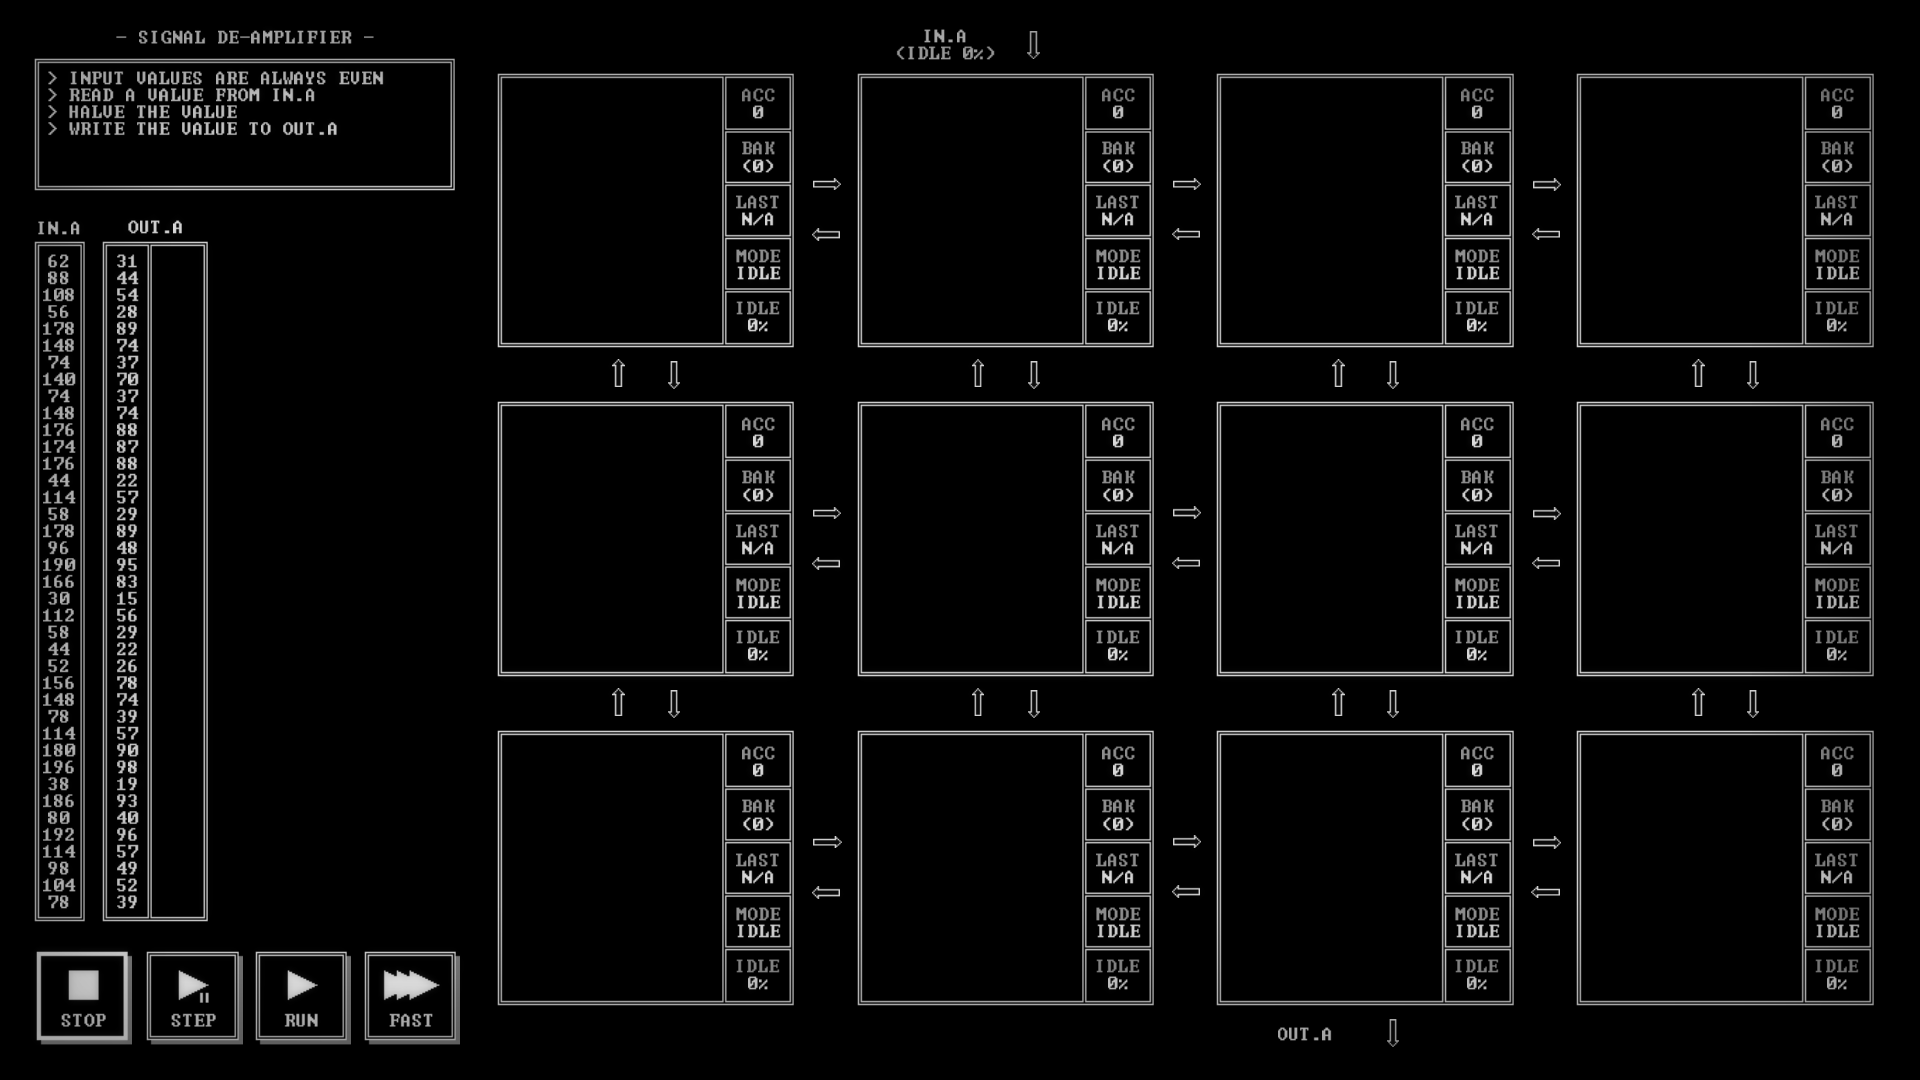 - SIGNAL DE-AMPLIFIER -
> INPUT VALUES ARE ALWAYS EVEN
> READ A VALUE FROM IN.A
> HALVE THE VALUE
> WRITE THE VALUE TO OUT.A
IN.A OUT.A
62 31
88 44
108 54
56 28
178 89
148 74
74 37
140 70
74 37
148 74
176 88
174 87
176 88
44 22
114 57
58 29
178 89
96 48
190 95
166 83
30 15
112 56
58 29
44 22
52 26
156 78
148 74
78 39
114 57
180 90
196 98
38 19
186 93
80 40
192 96
114 57
98 49
104 52
78 39
STOP STEP RUN FAST
IN.A
(IDLE 0%)
ACC ACC ACC ACC
0 0 0 0
BAK BAK BAK BAK
(0) (0) (0) (0)
LAST LAST LAST LAST
N/A N/A N/A N/A
MODE MODE MODE MODE
IDLE IDLE IDLE IDLE
IDLE IDLE IDLE IDLE
0% 0% 0% 0%
ACC ACC ACC ACC
0 0 0 0
BAK BAK BAK BAK
(0) (0) (0) (0)
LAST LAST LAST LAST
N/A N/A N/A N/A
MODE MODE MODE MODE
IDLE IDLE IDLE IDLE
IDLE IDLE IDLE IDLE
0% 0% 0% 0%
ACC ACC ACC ACC
0 0 0 0
BAK BAK BAK BAK
(0) (0) (0) (0)
LAST LAST LAST LAST
N/A N/A N/A N/A
MODE MODE MODE MODE
IDLE IDLE IDLE IDLE
IDLE IDLE IDLE IDLE
0% 0% 0% 0%
OUT.A